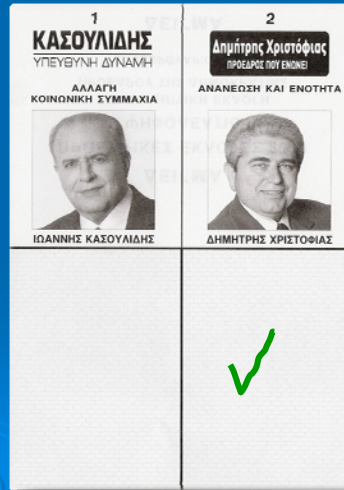 1
ΚΑΣΟΥΛΙΔΗΣ
ΥΠΕΥΘΥΝΗ ΔΥΝΑΜΗ
ΑΛΛΑΓΗ
ΚΟΙΝΩΝΙΚΗ ΣΥΜΜΑΧΙΑ
ΙΩΑΝΝΗΣ ΚΑΣΟΥΛΙΔΗΣ
2
Δημήτρης Χριστόφιας
ΠΡΟΕΔΡΟΣ ΠΟΥ ΕΝΩΝΕΙ
ΑΝΑΝΕΩΣΗ ΚΑΙ ΕΝΟΤΗΤΑ
ΔΗΜΗΤΡΗΣ ΧΡΙΣΤΟΦΙΑΣ